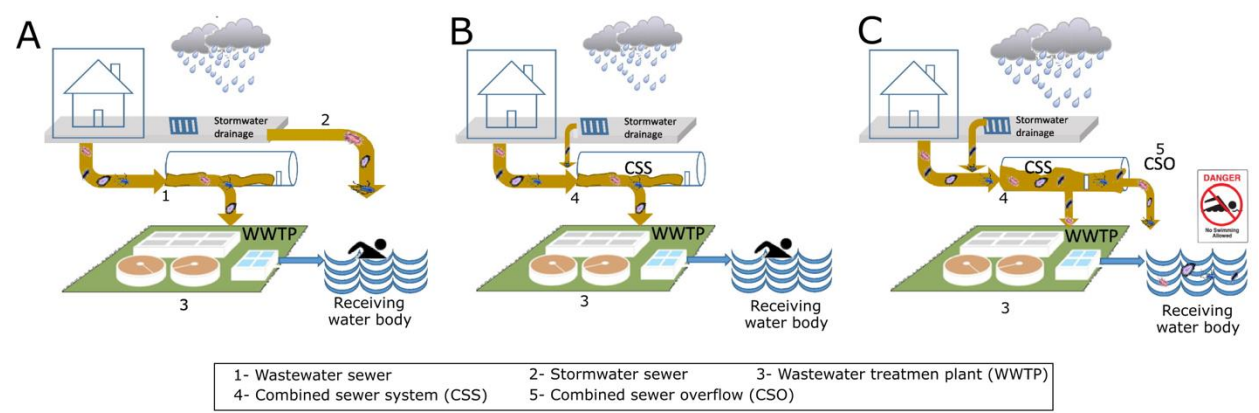 A
B
C
Stormwater
drainage
2
Stormwater
drainage
Stormwater
drainage
5
CSO
CSS
CSS
1
4
4
DANGER
No Swimming
Allowed
WWTP
WWTP
WWTP
3
3
3
Receiving
water body
Receiving
water body
Receiving
water body
1- Wastewater sewer 2- Stormwater sewer 3- Wastewater treatmen plant (WWTP)
4- Combined sewer system (CSS) 5- Combined sewer overflow (CSO)